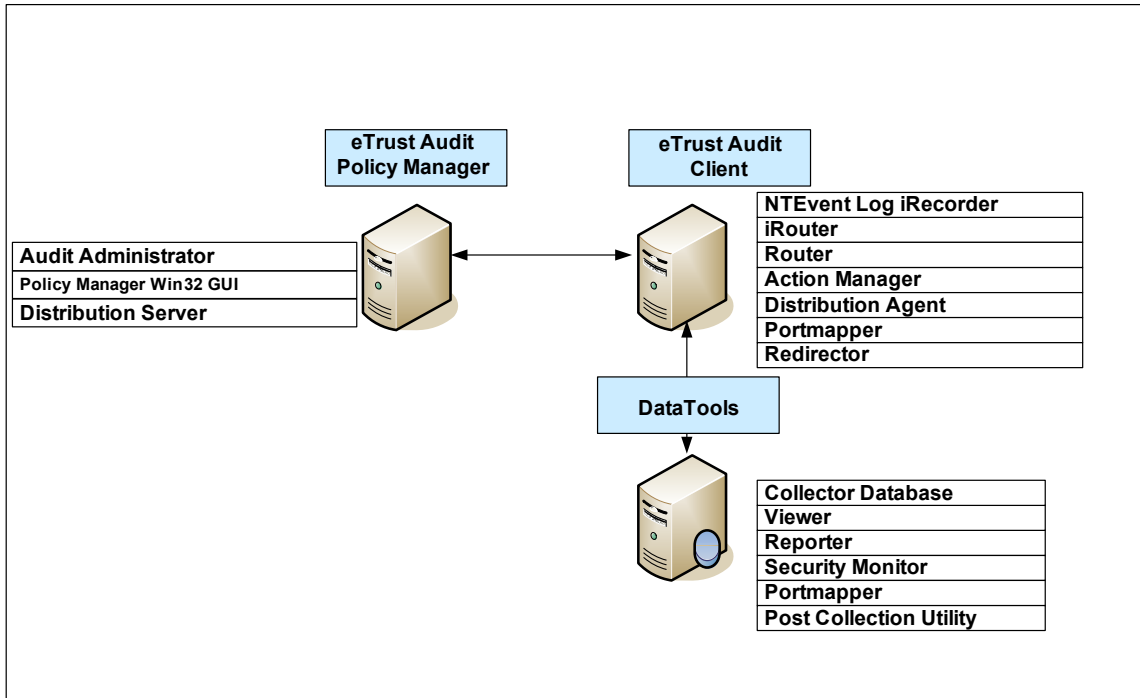 eTrust Audit
Policy Manager
eTrust Audit
Client
Audit Administrator
Policy Manager Win32 GUI
Distribution Server
NTEvent Log iRecorder
iRouter
Router
Action Manager
Distribution Agent
Portmapper
Redirector
DataTools
Collector Database
Viewer
Reporter
Security Monitor
Portmapper
Post Collection Utility